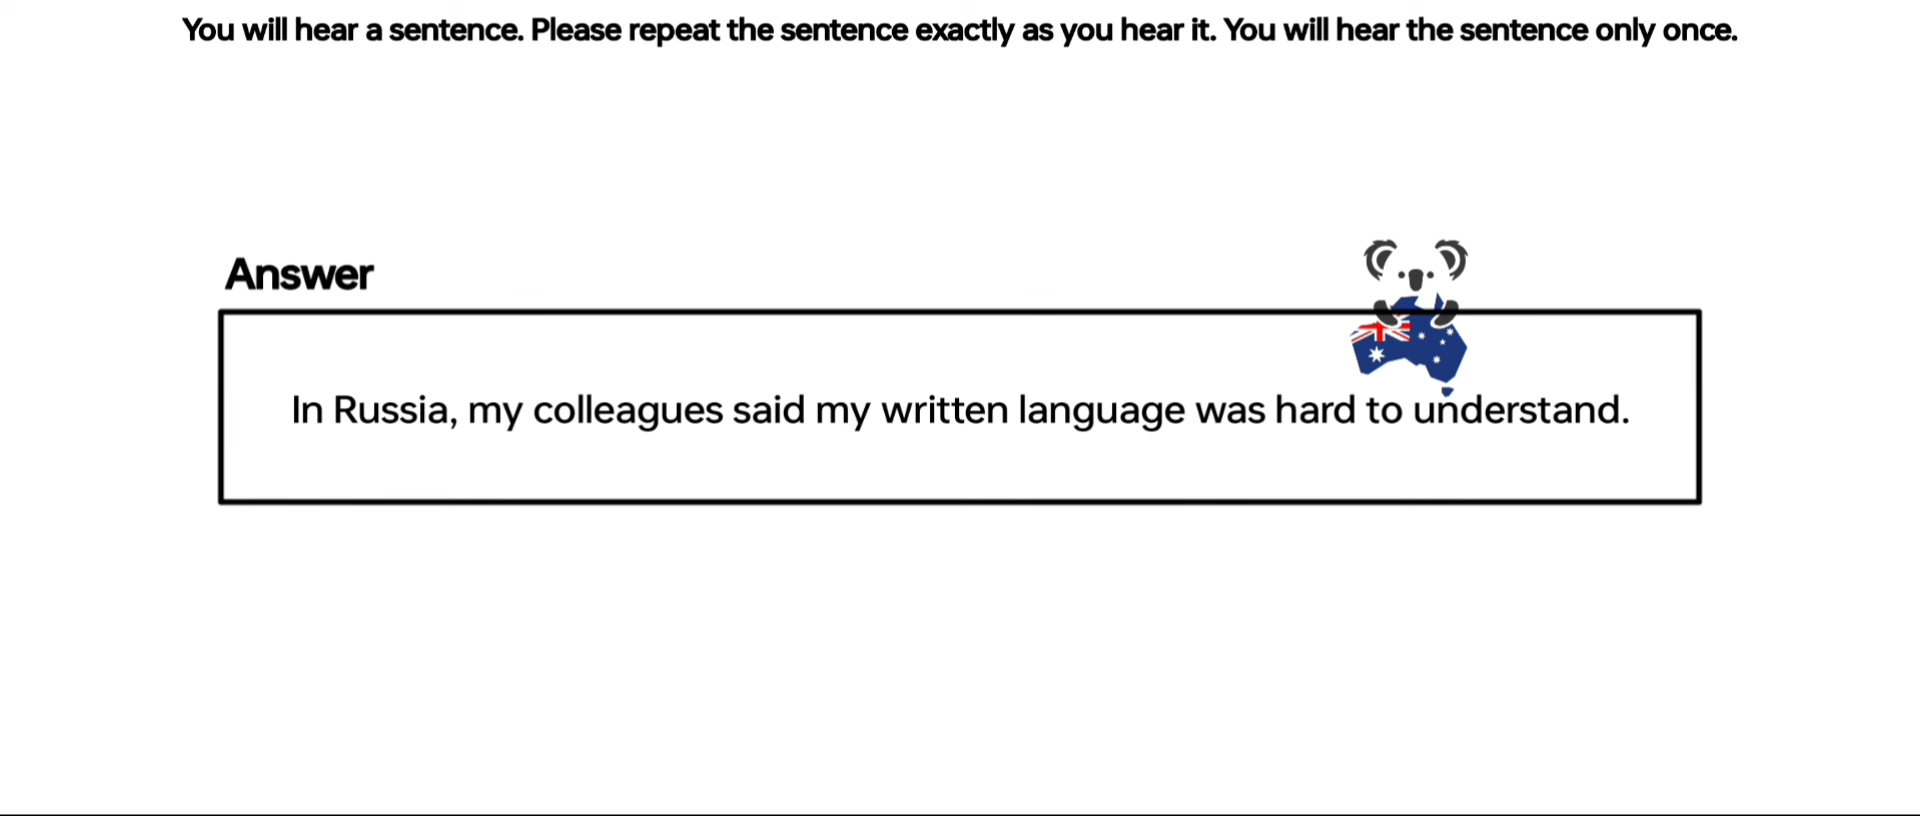 You will hear a sentence. Please repeat the sentence exactly as you hear it. You will hear the sentence only once.
Answer
In Russia, my colleagues said my written language was hard to understand.